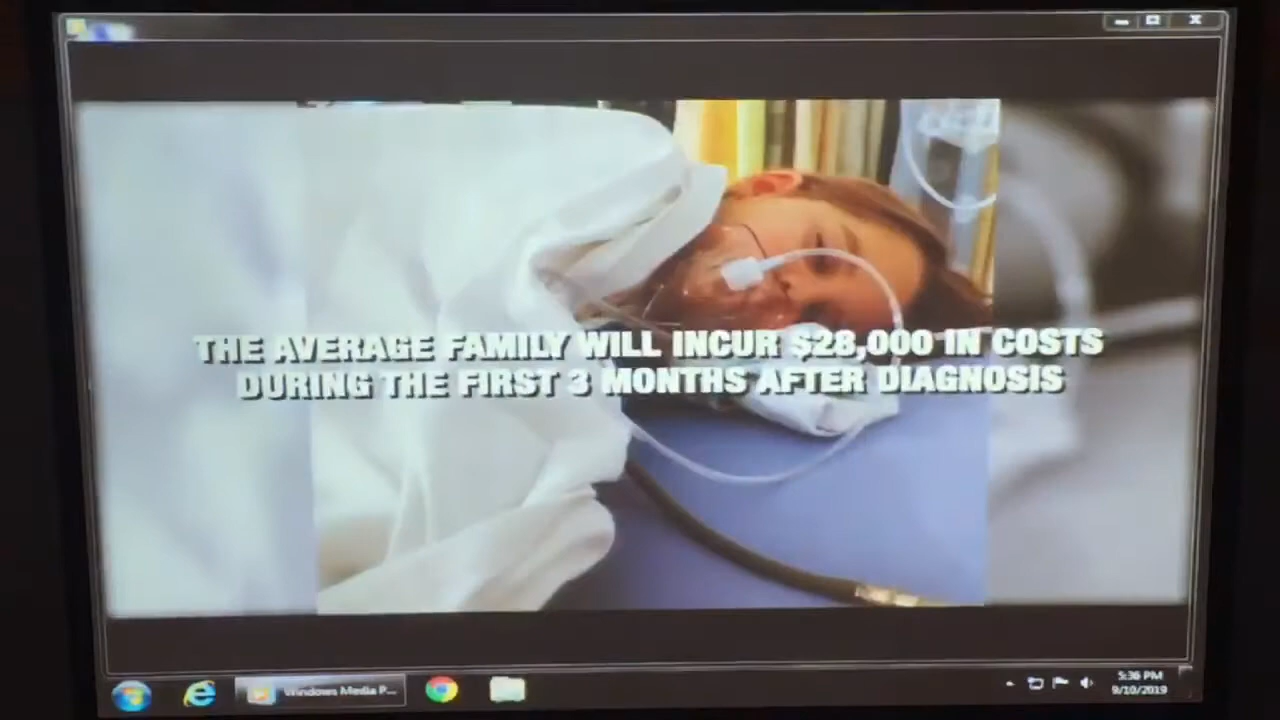 THE AVERAGE FAMILY WILL INCUR $28,000 IN COSTS
DURING THE FIRST 3 MONTHS AFTER DIAGNOSIS
Windows Media P...
5:36 PM
9/10/2019